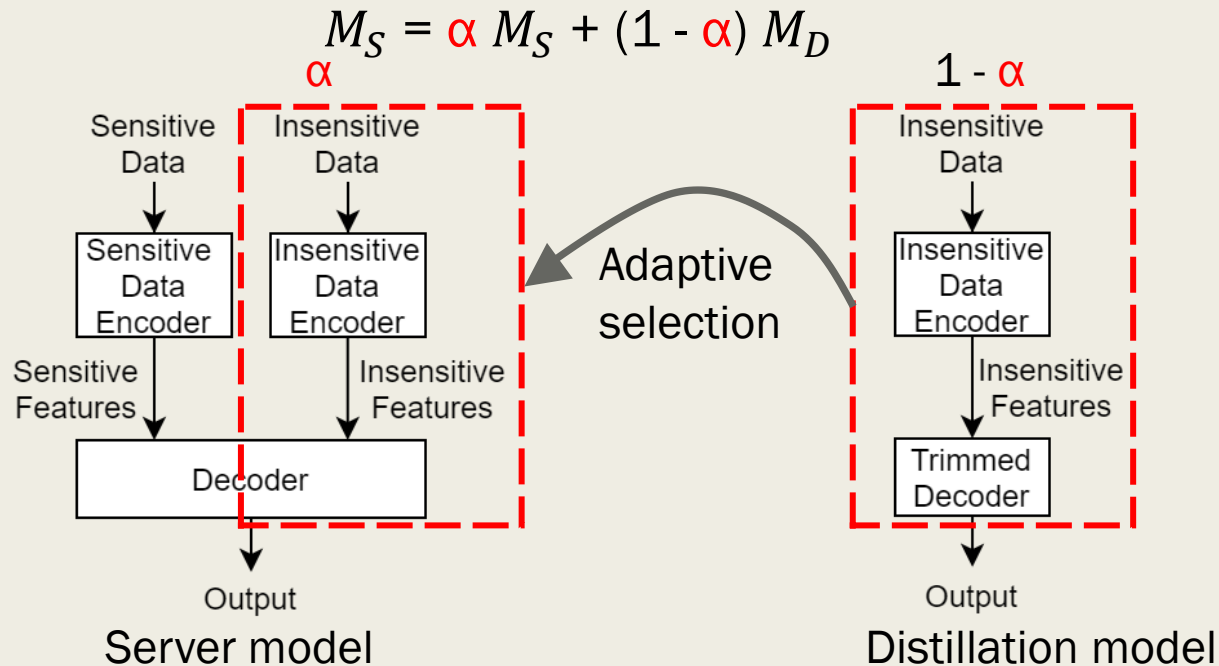 M_S = α M_S + (1 - α) M_D
α
1 - α
Sensitive
Data
Insensitive
Data
Insensitive
Data
Sensitive
Data
Encoder
Insensitive
Data
Encoder
Adaptive
selection
Insensitive
Data
Encoder
Sensitive
Features
Insensitive
Features
Insensitive
Features
Decoder
Trimmed
Decoder
Output
Output
Server model
Distillation model